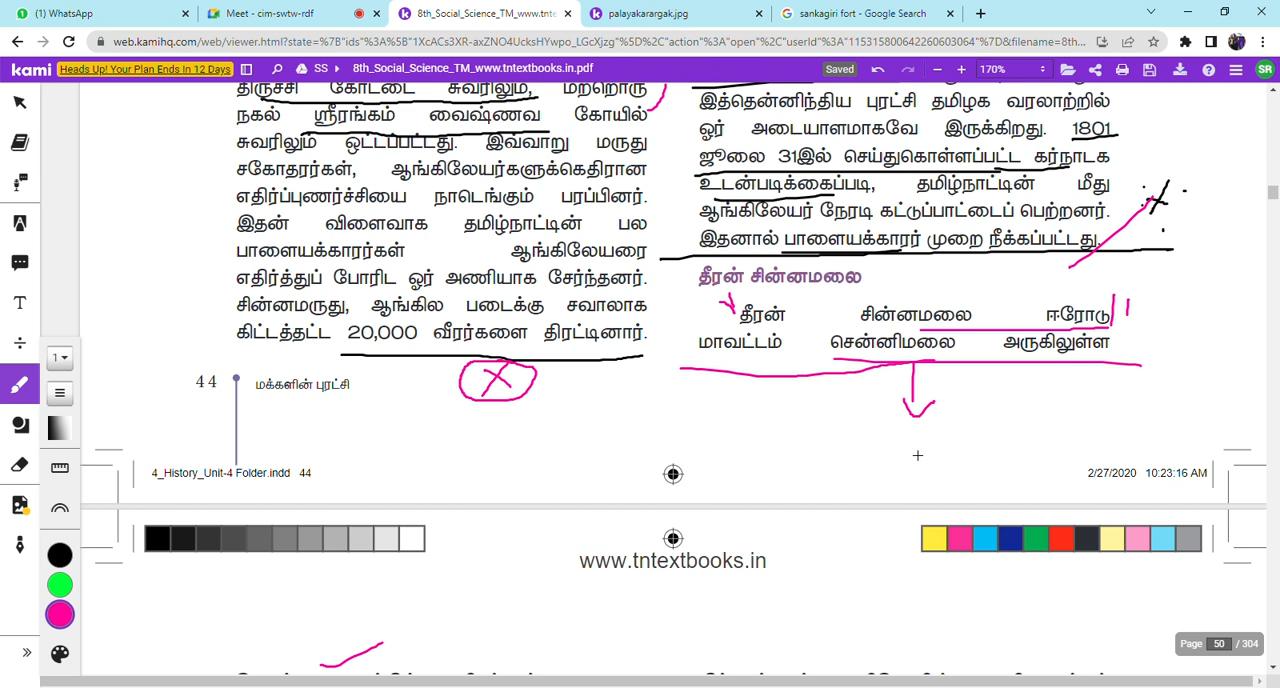 (1) WhatsApp
Meet - cim-swtw-rdf
8th_Social_Science_TM_www.tnte
palayakarargak.jpg
sankagiri fort - Google Search
web.kamihq.com/web/viewer.html?state=%7B"ids"%3A%5B"1XcACs3XR-axZNO4UcksHYwpo_LGcXjzg"%5D%2C"action"%3A"open"%2C"userId"%3A"115315800642260603064"%7D&filename=8th...
kami Heads Up! Your Plan Ends In 12 Days SS 8th_Social_Science_TM_www.tntextbooks.in.pdf Saved 170% SR
திருச்சி கோட்டை சுவரிலும், மற்றொரு
நகல் ஸ்ரீரங்கம் வைஷ்ணவ கோயில்
சுவரிலும் ஒட்டப்பட்டது. இவ்வாறு மருது
சகோதரர்கள், ஆங்கிலேயர்களுக்கெதிரான
எதிர்ப்புணர்ச்சியை நாடெங்கும் பரப்பினர்.
இதன் விளைவாக தமிழ்நாட்டின் பல
பாளையக்காரர்கள் ஆங்கிலேயரை
எதிர்த்துப் போரிட ஓர் அணியாக சேர்ந்தனர்.
சின்னமருது, ஆங்கில படைக்கு சவாலாக
கிட்டத்தட்ட 20,000 வீரர்களை திரட்டினார்.
இத்தென்னிந்திய புரட்சி தமிழக வரலாற்றில்
ஓர் அடையாளமாகவே இருக்கிறது. 1801
ஜூலை 31இல் செய்துகொள்ளப்பட்ட கர்நாடக
உடன்படிக்கைப்படி, தமிழ்நாட்டின் மீது
ஆங்கிலேயர் நேரடி கட்டுப்பாட்டைப் பெற்றனர்.
இதனால் பாளையக்காரர் முறை நீக்கப்பட்டது.
தீரன் சின்னமலை
தீரன் சின்னமலை ஈரோடு
மாவட்டம் சென்னிமலை அருகிலுள்ள
44 மக்களின் புரட்சி
4_History_Unit-4 Folder.indd 44
2/27/2020 10:23:16 AM
www.tntextbooks.in
Page 50 / 304
T
1